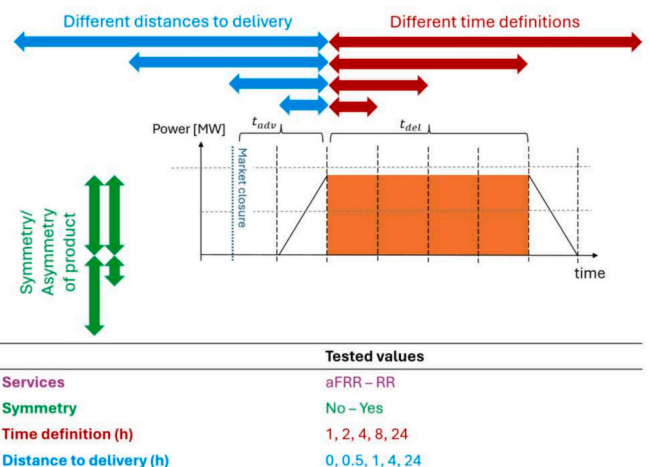 Different distances to delivery
Different time definitions
t_adv
t_del
Power [MW]
Market closure
Symmetry/
Asymmetry
of product
time
Tested values
Services aFRR – RR
Symmetry No – Yes
Time definition (h) 1, 2, 4, 8, 24
Distance to delivery (h) 0, 0.5, 1, 4, 24